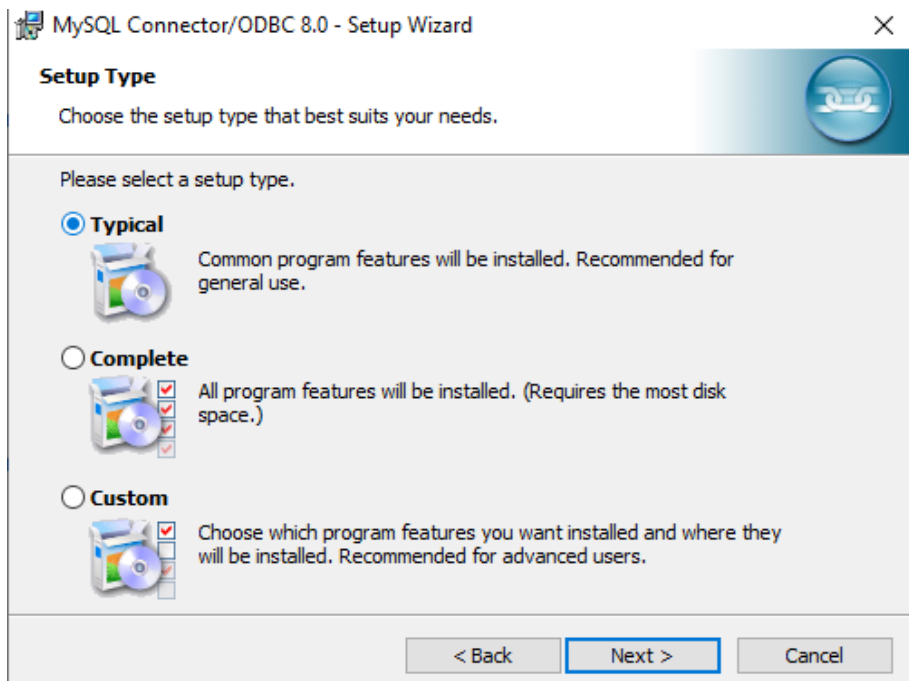 MySQL Connector/ODBC 8.0 - Setup Wizard
Setup Type
Choose the setup type that best suits your needs.
Please select a setup type.
Typical
Common program features will be installed. Recommended for
general use.
Complete
All program features will be installed. (Requires the most disk
space.)
Custom
Choose which program features you want installed and where they
will be installed. Recommended for advanced users.
< Back Next > Cancel